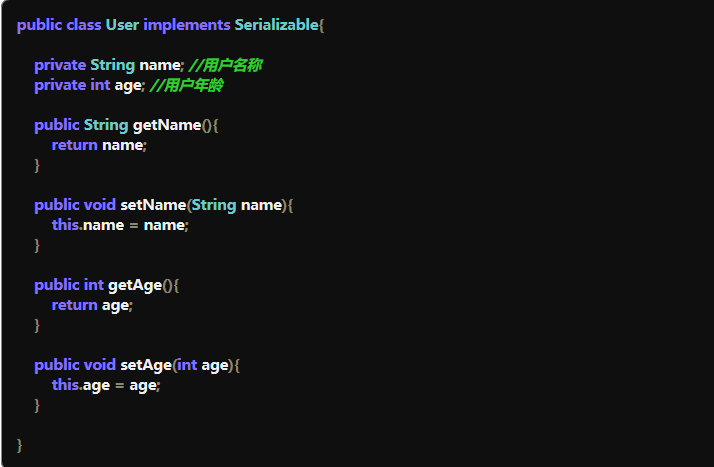 public class User implements Serializable{
private String name; //用户名称
private int age; //用户年龄
public String getName(){
return name;
}
public void setName(String name){
this.name = name;
}
public int getAge(){
return age;
}
public void setAge(int age){
this.age = age;
}
}